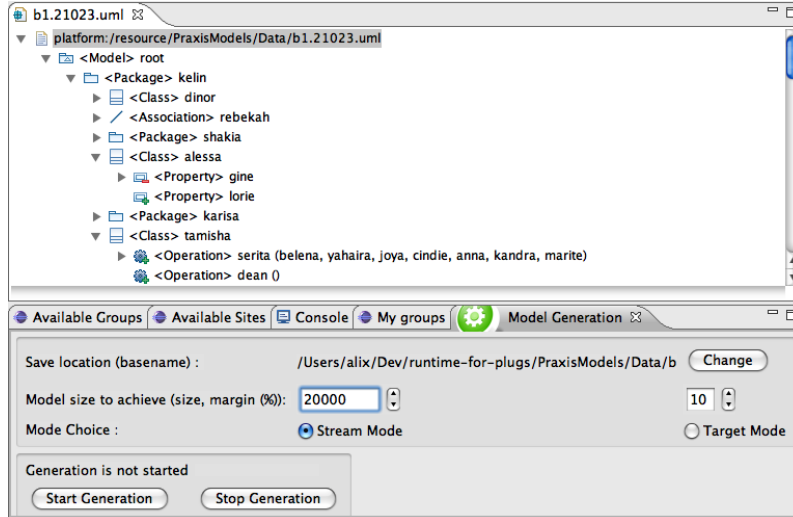 b1.21023.uml
platform:/resource/PraxisModels/Data/b1.21023.uml
<Model> root
<Package> kelin
<Class> dinor
<Association> rebekah
<Package> shakia
<Class> alessa
<Property> gine
<Property> lorie
<Package> karisa
<Class> tamisha
<Operation> serita (belena, yahaira, joya, cindie, anna, kandra, marite)
<Operation> dean ()
Available Groups Available Sites Console My groups Model Generation
Save location (basename) : /Users/alix/Dev/runtime-for-plugs/PraxisModels/Data/b Change
Model size to achieve (size, margin (%)): 20000 10
Mode Choice : Stream Mode Target Mode
Generation is not started
Start Generation Stop Generation